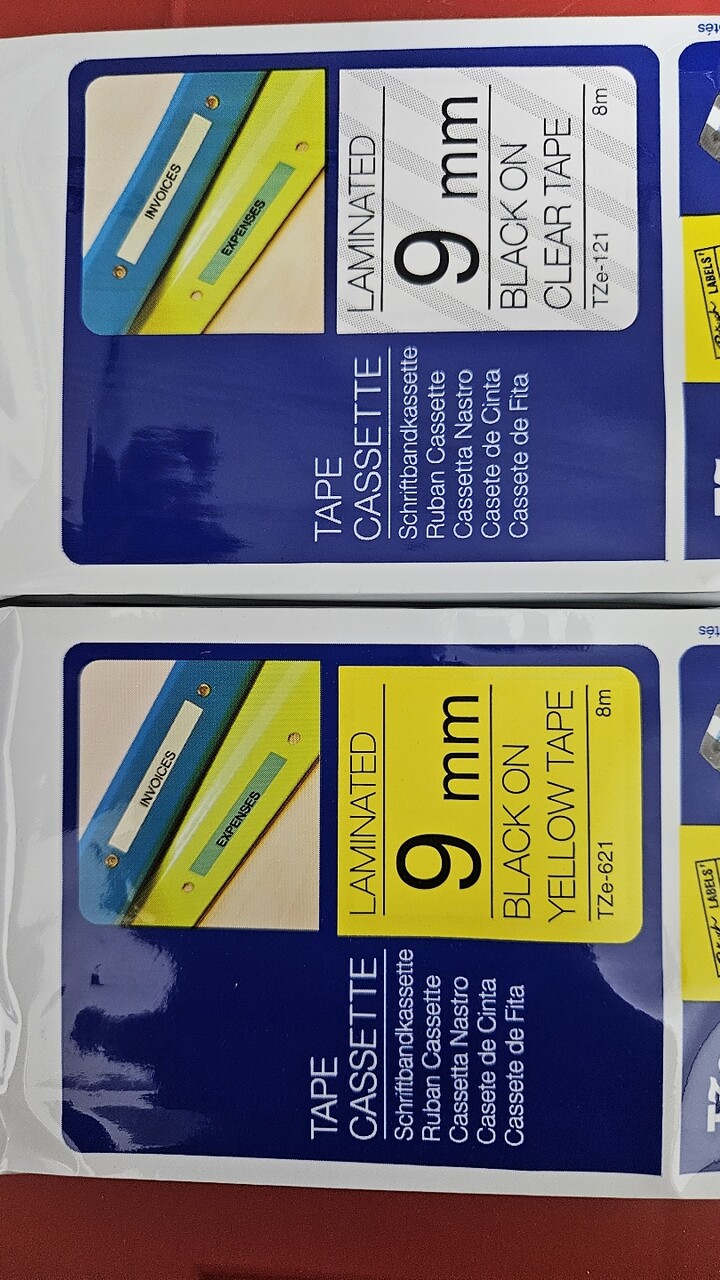 INVOICES
EXPENSES
LAMINATED
9 mm
BLACK ON
CLEAR TAPE
TZe-121 8m
TAPE
CASSETTE
Schriftbandkassette
Ruban Cassette
Cassetta Nastro
Casete de Cinta
Cassete de Fita
LABELS
INVOICES
EXPENSES
LAMINATED
9 mm
BLACK ON
YELLOW TAPE
TZe-621 8m
TAPE
CASSETTE
Schriftbandkassette
Ruban Cassette
Cassetta Nastro
Casete de Cinta
Cassete de Fita
LABELS